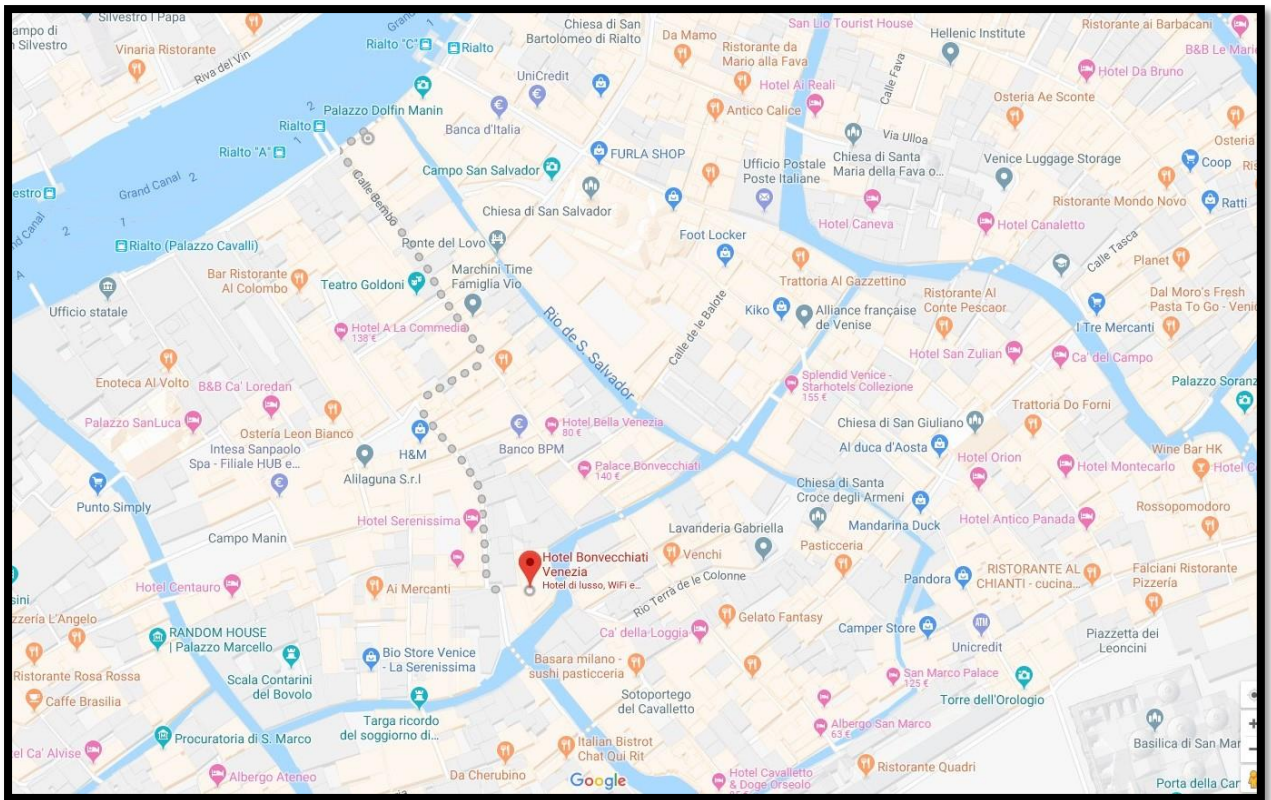 Silvestro I Papa
Grand
1
Chiesa di San
Bartolomeo di Rialto
San Lio Tourist House
Hellenic Institute
Ristorante ai Barbacani
ampo di
Silvestro
Vinaria Ristorante
Riva del Vin
Rialto "C"
Rialto
Da Mamo
Ristorante da
Mario alla Fava
B&B Le Mari
Hotel Da Bruno
UniCredit
Hotel Ai Reali
Calle Fava
Osteria Ae Sconte
Palazzo Dolfin Manin
2
Rialto
1
Banca d'Italia
Antico Calice
Via Ulloa
Osteria
Rialto "A"
FURLA SHOP
Ufficio Postale
Poste Italiane
Chiesa di Santa
Maria della Fava o...
Venice Luggage Storage
Coop
Campo San Salvador
Grand Canal
2
1
2
estro
Calle Bembo
Chiesa di San Salvador
Hotel Caneva
Ristorante Mondo Novo
Ratti
Hotel Canaletto
Rialto (Palazzo Cavalli)
Ponte del Lovo
Foot Locker
Calle Tasca
Planet
Bar Ristorante
Al Colombo
Teatro Goldoni
Marchini Time
Famiglia Vio
Trattoria Al Gazzettino
Ristorante Al
Conte Pescaor
Dal Moro's Fresh
Pasta To Go - Veni
Ufficio statale
Kiko
Alliance française
de Venise
I Tre Mercanti
Hotel A La Commedia
138 €
Rio de S. Salvador
Calle de le Balote
Hotel San Zulian
Ca' del Campo
Enoteca Al Volto
B&B Ca' Loredan
Splendid Venice -
Starhotels Collezione
155 €
Palazzo Soranz
Trattoria Do Forni
Palazzo SanLuca
Osteria Leon Bianco
Hotel Bella Venezia
80 €
Chiesa di San Giuliano
Al duca d'Aosta
Intesa Sanpaolo
Spa - Filiale HUB e...
H&M
Banco BPM
Wine Bar HK
Hotel Orion
Hotel Montecarlo
Hotel C
Palace Bonvecchiati
140 €
Alilaguna S.r.l
Chiesa di Santa
Croce degli Armeni
Punto Simply
Rossopomodoro
Hotel Serenissima
Lavanderia Gabriella
Mandarina Duck
Hotel Antico Panada
Campo Manin
Pasticceria
Hotel Bonvecchiati
Venezia
Hotel di lusso, WiFi e...
Venchi
Pandora
RISTORANTE AL
CHIANTI - cucina...
Falciani Ristorante
Pizzeria
Hotel Centauro
Ai Mercanti
Rio Terà de le Colonne
sini
zzeria L'Angelo
Gelato Fantasy
Ca' della Loggia
Camper Store
Unicredit
Piazzetta dei
Leoncini
RANDOM HOUSE
| Palazzo Marcello
Bio Store Venice
- La Serenissima
Basara milano -
sushi pasticceria
Ristorante Rosa Rossa
Scala Contarini
del Bovolo
San Marco Palace
125 €
Caffe Brasilia
Sotoportego
del Cavalletto
Torre dell'Orologio
Targa ricordo
del soggiorno di...
Albergo San Marco
63 €
Procuratoria di S. Marco
Italian Bistrot
Chat Qui Rit
Basilica di San Mar
el Ca' Alvise
Albergo Ateneo
Da Cherubino
Google
Hotel Cavalletto
& Doge Orseolo
Ristorante Quadri
Porta della Car